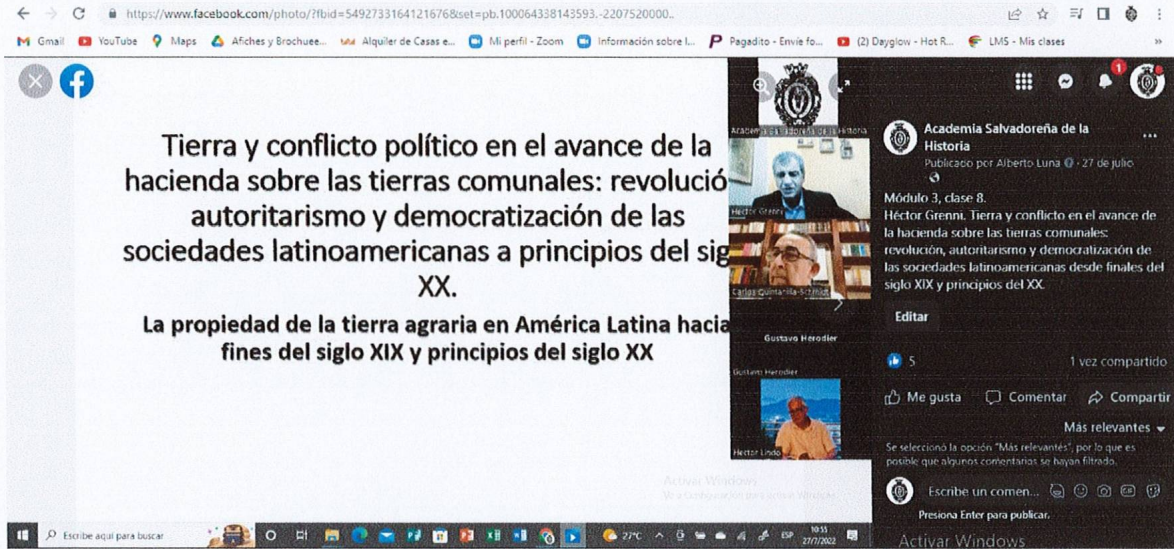 https://www.facebook.com/photo/?fbid=549273316412167&set=pb.100064338143593.-2207520000..
Gmail YouTube Maps Afiches y Brochuee... Alquiler de Casas e... Mi perfil - Zoom Información sobre l... Pagadito - Envíe fo... (2) Dayglow - Hot R... LMS - Mis clases »
Tierra y conflicto político en el avance de la
hacienda sobre las tierras comunales: revolució
autoritarismo y democratización de las
sociedades latinoamericanas a principios del sig
XX.
La propiedad de la tierra agraria en América Latina hacia
fines del siglo XIX y principios del siglo XX
Academia Salvadoreña de la Historia
Héctor Grenni
Carlos Quintanilla-Schmidt
Gustavo Herodier
Gustavo Herodier
Hector Lindo
1
Academia Salvadoreña de la
Historia
Publicado por Alberto Luna · 27 de julio ·
Módulo 3, clase 8.
Héctor Grenni. Tierra y conflicto en el avance de
la hacienda sobre las tierras comunales:
revolución, autoritarismo y democratización de
las sociedades latinoamericanas desde finales del
siglo XIX y principios del XX.
Editar
5 1 vez compartido
Me gusta Comentar Compartir
Más relevantes
Se seleccionó la opción "Más relevantes", por lo que es
posible que algunos comentarios se hayan filtrado.
Escribe un comen...
Presiona Enter para publicar.
Activar Windows
Activar Windows
Escribe aquí para buscar
27°C ESP 10:55
27/7/2022